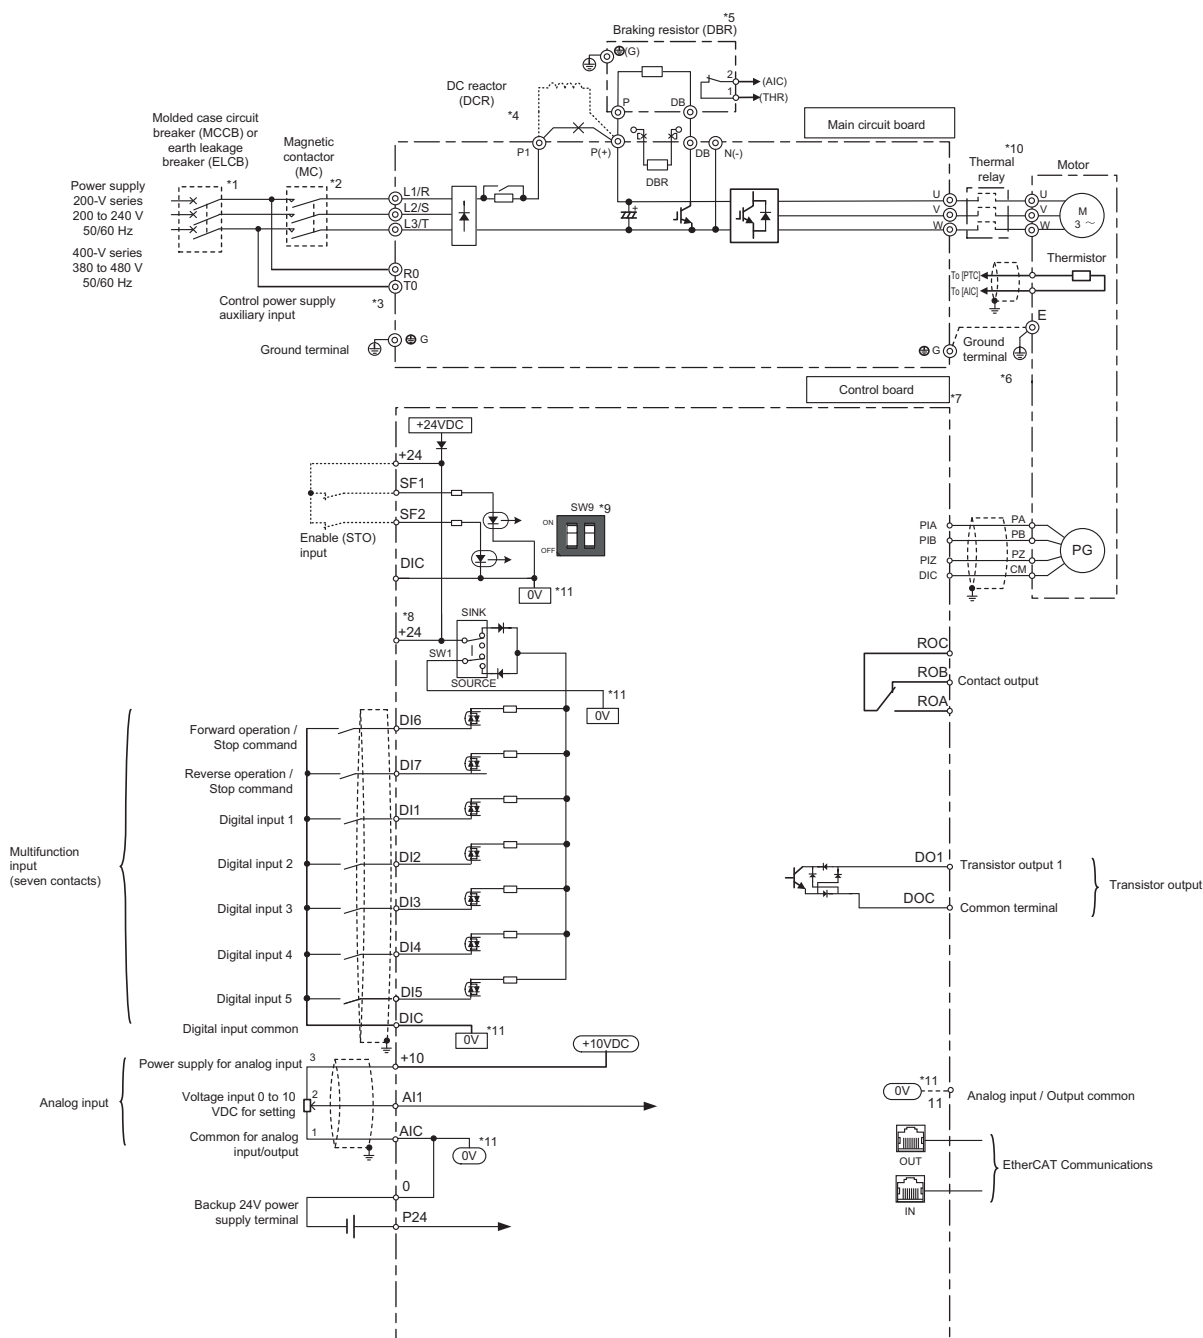 *5
Braking resistor (DBR)
(G)
2
(AIC)
1
(THR)
DC reactor
(DCR)
*4
P
DB
Main circuit board
P1
P(+)
DBR
DB
N(-)
Molded case circuit
breaker (MCCB) or
earth leakage
breaker (ELCB)
Magnetic
contactor
(MC)
*1
*2
Power supply
200-V series
200 to 240 V
50/60 Hz
400-V series
380 to 480 V
50/60 Hz
L1/R
L2/S
L3/T
R0
T0
*3
Control power supply
auxiliary input
Ground terminal
G
*10
Thermal
relay
Motor
U
V
W
U
V
W
M
3 ~
Thermistor
To [PTC]
To [AIC]
E
G
Ground
terminal
*6
Control board
*7
+24VDC
+24
SF1
SF2
Enable (STO)
input
DIC
SW9
*9
ON
OFF
0V
*11
*8
+24
SINK
SW1
SOURCE
*11
0V
PIA
PIB
PIZ
DIC
PA
PB
PZ
CM
PG
ROC
ROB
ROA
Contact output
Multifunction
input
(seven contacts)
Forward operation /
Stop command
DI6
Reverse operation /
Stop command
DI7
Digital input 1
DI1
Digital input 2
DI2
Digital input 3
DI3
Digital input 4
DI4
Digital input 5
DI5
Digital input common
DIC
0V
*11
DO1
Transistor output 1
DOC
Common terminal
Transistor output
Analog input
Power supply for analog input
3
+10
+10VDC
Voltage input 0 to 10
VDC for setting
2
AI1
Common for analog
input/output
1
AIC
*11
0V
0
Backup 24V power
supply terminal
P24
0V
*11
11
Analog input / Output common
OUT
IN
EtherCAT Communications